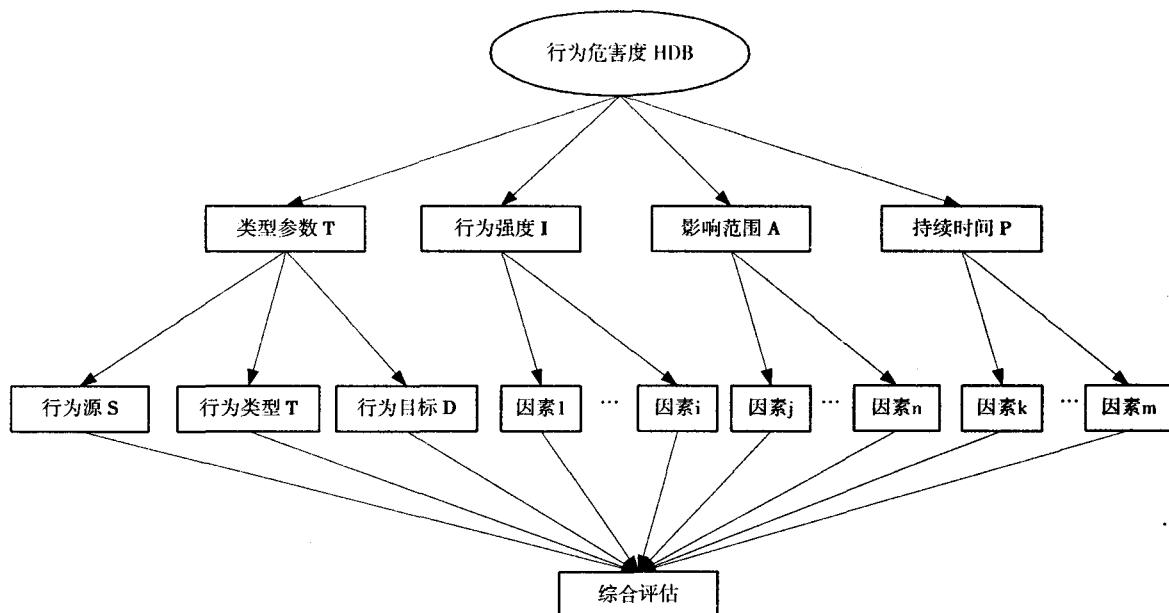 行为危害度 HDB
类型参数 T
行为强度 I
影响范围 A
持续时间 P
行为源 S
行为类型 T
行为目标 D
因素1
...
因素i
因素j
...
因素n
因素k
...
因素m
综合评估